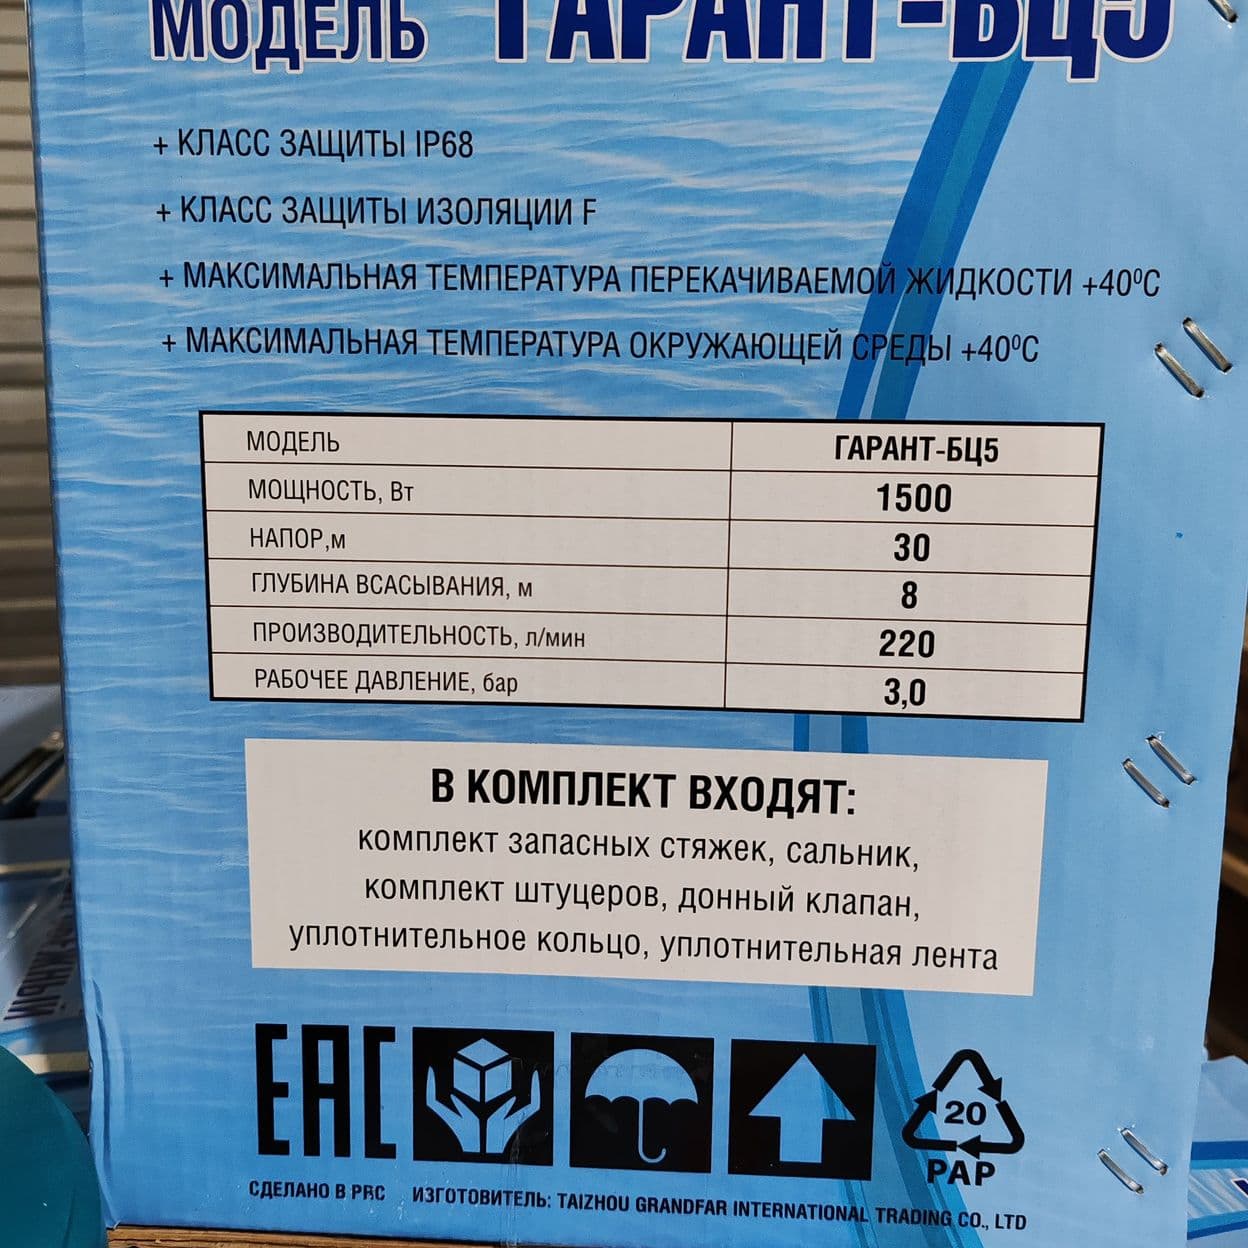 МОДЕЛЬ ГАРАНТ-БЦ5
+ КЛАСС ЗАЩИТЫ IP68
+ КЛАСС ЗАЩИТЫ ИЗОЛЯЦИИ F
+ МАКСИМАЛЬНАЯ ТЕМПЕРАТУРА ПЕРЕКАЧИВАЕМОЙ ЖИДКОСТИ +40⁰С
+ МАКСИМАЛЬНАЯ ТЕМПЕРАТУРА ОКРУЖАЮЩЕЙ СРЕДЫ +40⁰С
МОДЕЛЬ ГАРАНТ-БЦ5
МОЩНОСТЬ, Вт 1500
НАПОР,м 30
ГЛУБИНА ВСАСЫВАНИЯ, м 8
ПРОИЗВОДИТЕЛЬНОСТЬ, л/мин 220
РАБОЧЕЕ ДАВЛЕНИЕ, бар 3,0
В КОМПЛЕКТ ВХОДЯТ:
комплект запасных стяжек, сальник,
комплект штуцеров, донный клапан,
уплотнительное кольцо, уплотнительная лента
EAC
20
PAP
СДЕЛАНО В PRC ИЗГОТОВИТЕЛЬ: TAIZHOU GRANDFAR INTERNATIONAL TRADING CO., LTD